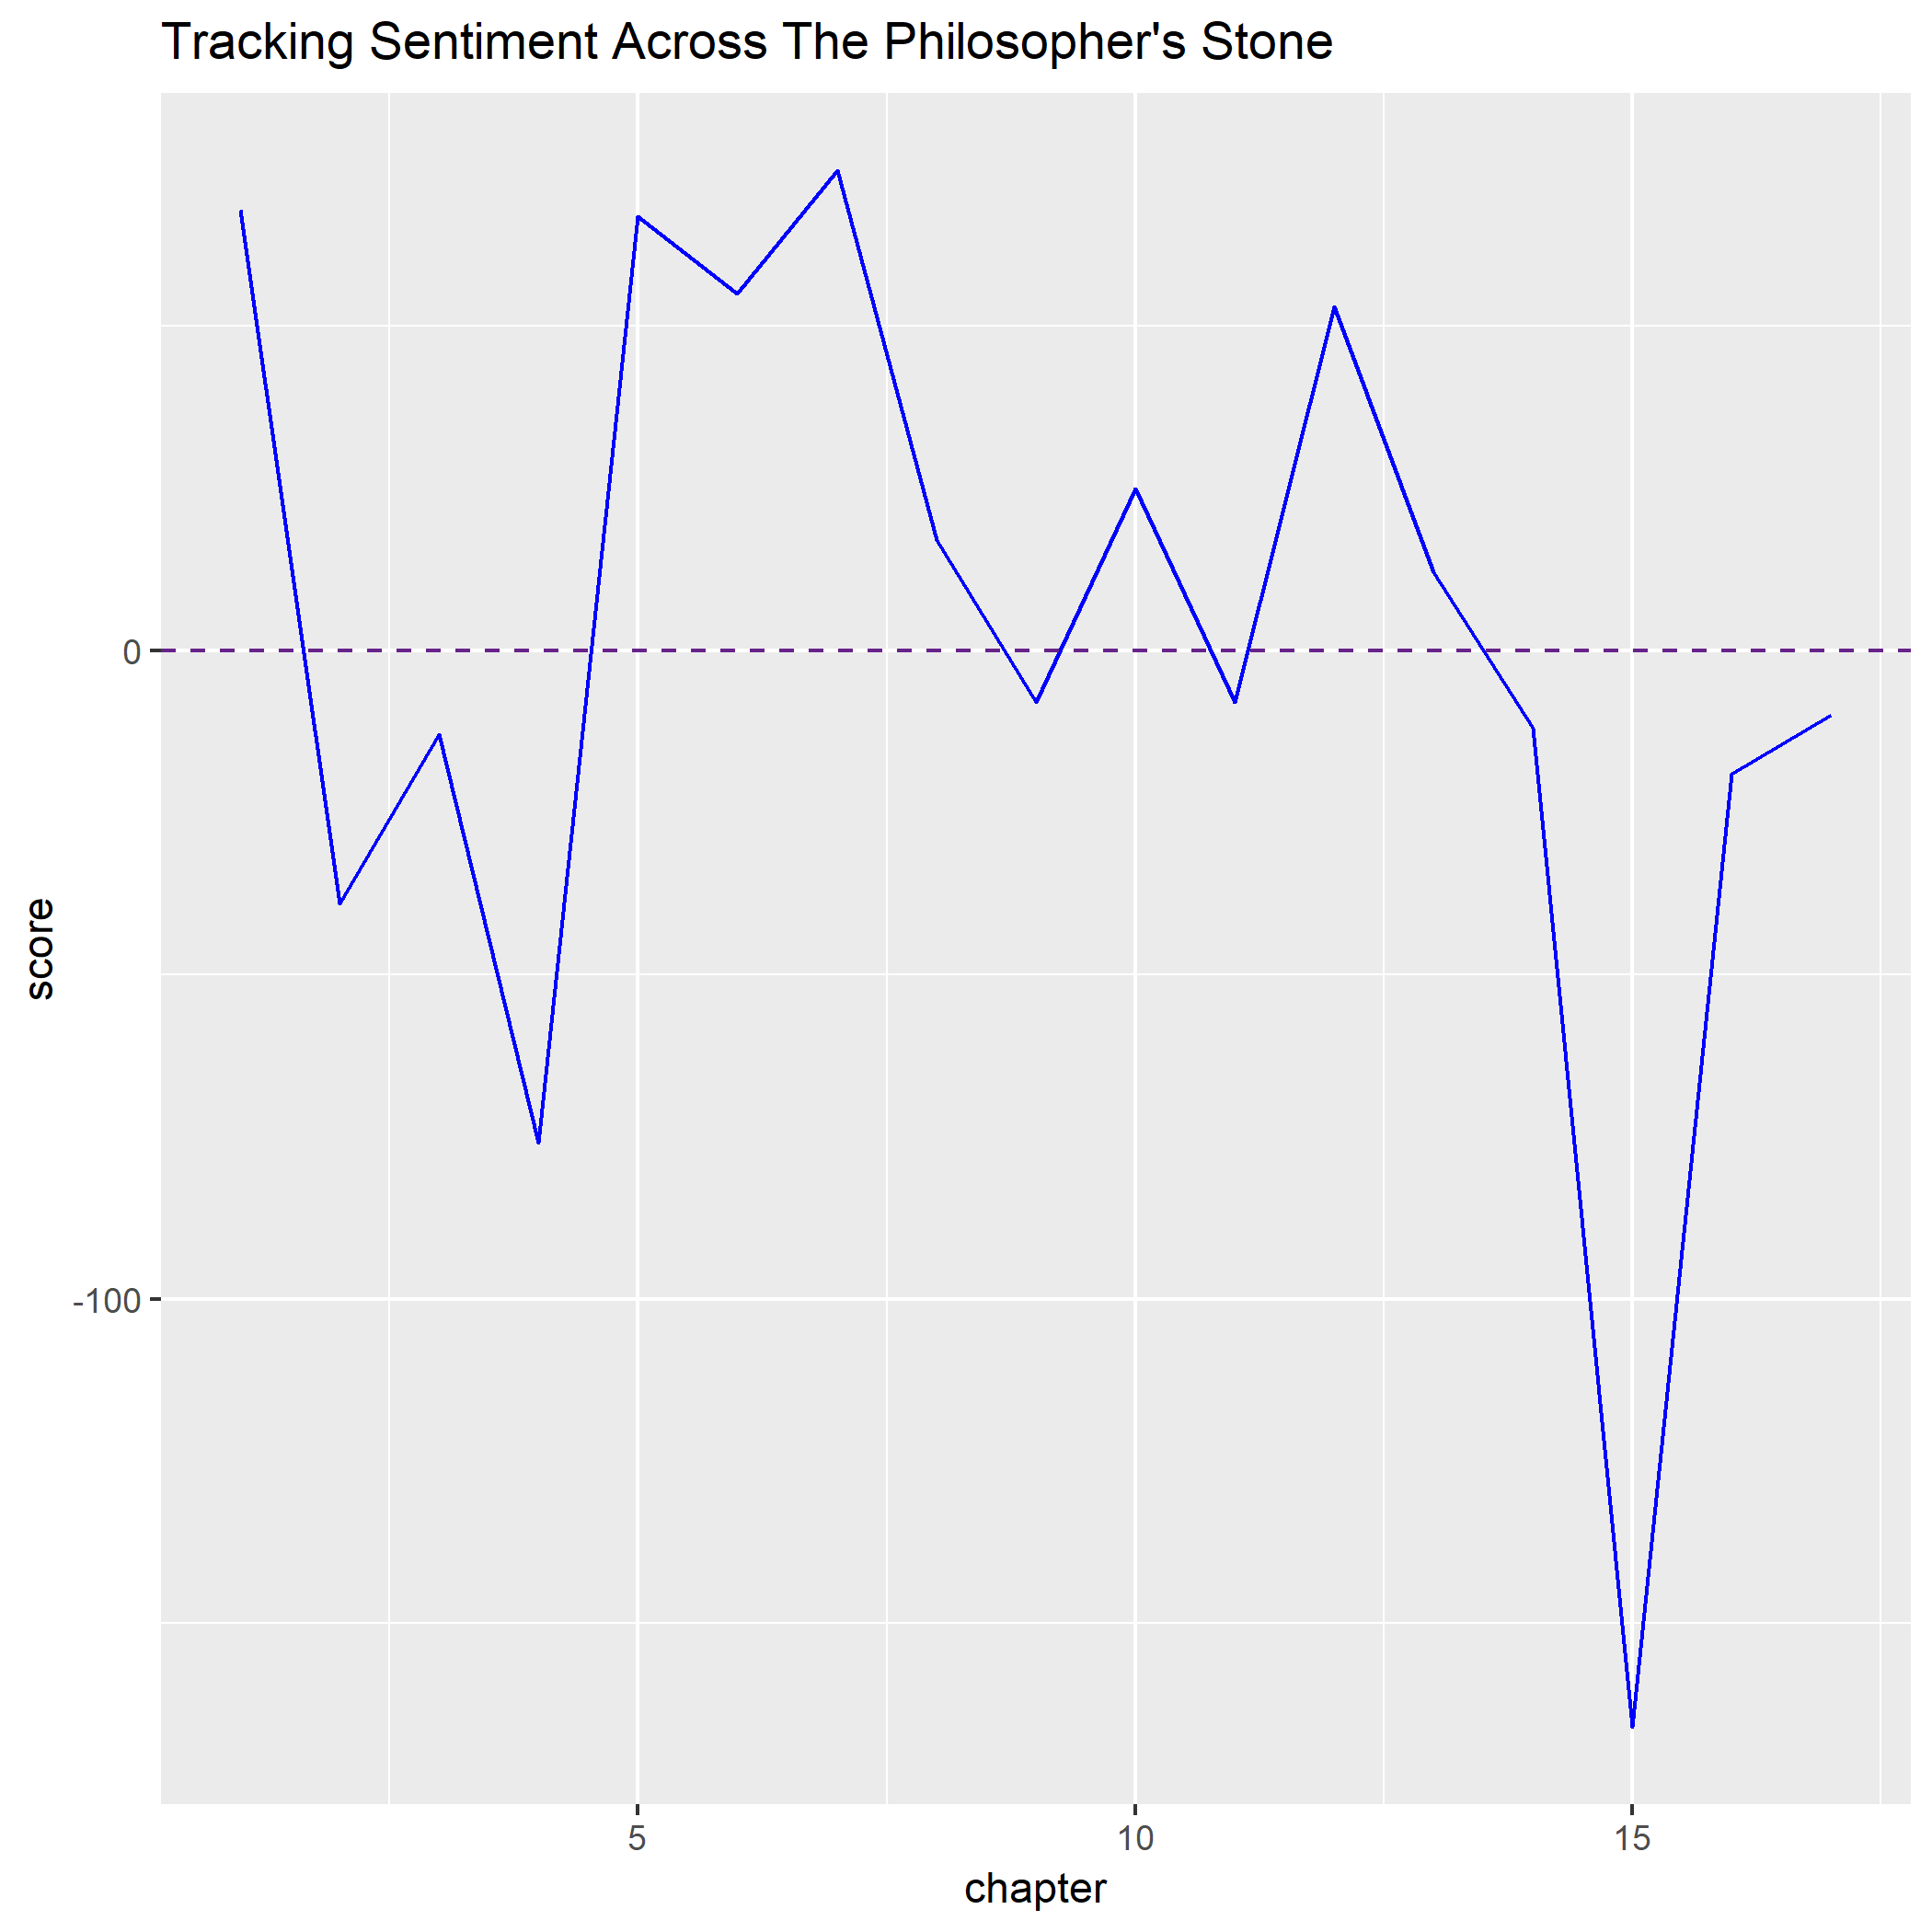 Tracking Sentiment Across The Philosopher's Stone
0
score
-100
5 10 15
chapter